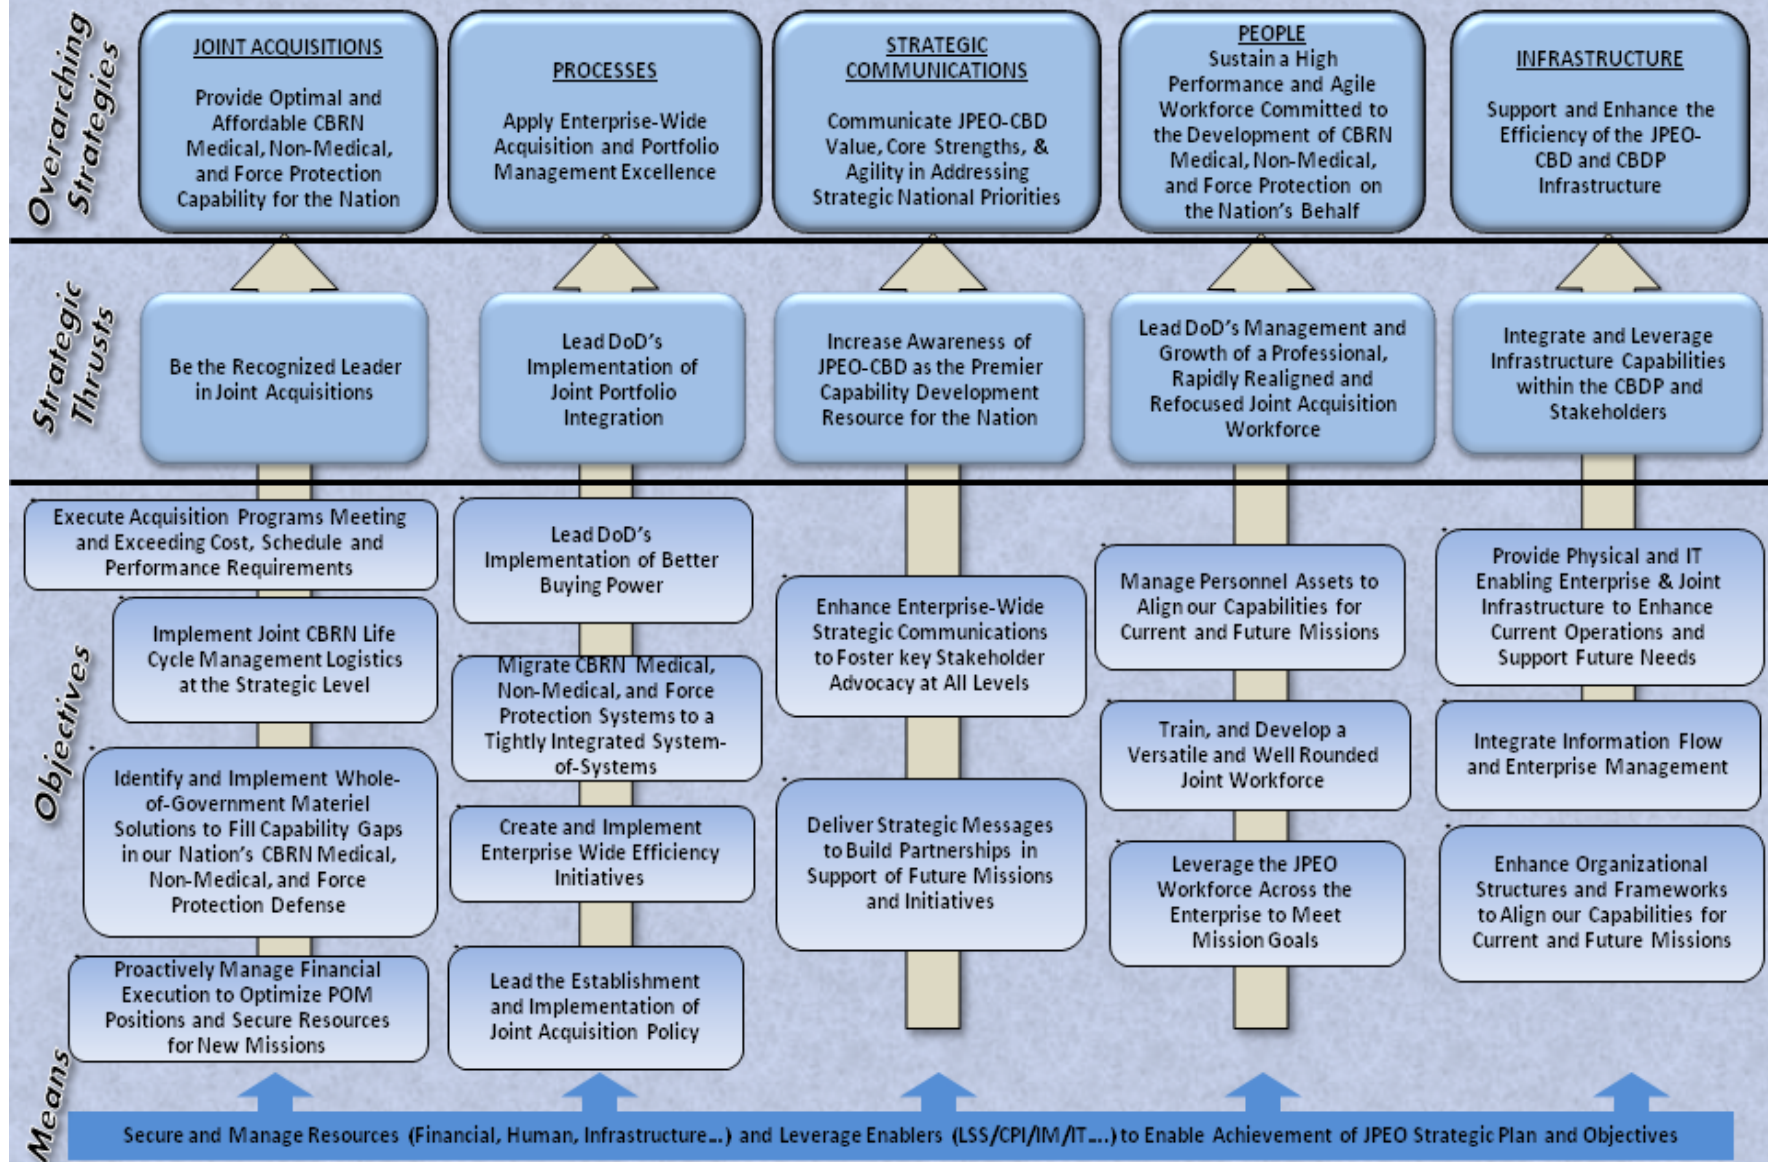 Overarching
Strategies
JOINT ACQUISITIONS
Provide Optimal and
Affordable CBRN
Medical, Non-Medical,
and Force Protection
Capability for the Nation
PROCESSES
Apply Enterprise-Wide
Acquisition and Portfolio
Management Excellence
STRATEGIC
COMMUNICATIONS
Communicate JPEO-CBD
Value, Core Strengths, &
Agility in Addressing
Strategic National Priorities
PEOPLE
Sustain a High
Performance and Agile
Workforce Committed to
the Development of CBRN
Medical, Non-Medical,
and Force Protection on
the Nation's Behalf
INFRASTRUCTURE
Support and Enhance the
Efficiency of the JPEO-
CBD and CBDP
Infrastructure
Strategic
Thrusts
Be the Recognized Leader
in Joint Acquisitions
Lead DoD's
Implementation of
Joint Portfolio
Integration
Increase Awareness of
JPEO-CBD as the Premier
Capability Development
Resource for the Nation
Lead DoD's Management and
Growth of a Professional,
Rapidly Realigned and
Refocused Joint Acquisition
Workforce
Integrate and Leverage
Infrastructure Capabilities
within the CBDP and
Stakeholders
Objectives
Execute Acquisition Programs Meeting
and Exceeding Cost, Schedule and
Performance Requirements
Implement Joint CBRN Life
Cycle Management Logistics
at the Strategic Level
Identify and Implement Whole-
of-Government Materiel
Solutions to Fill Capability Gaps
in our Nation's CBRN Medical,
Non-Medical, and Force
Protection Defense
Proactively Manage Financial
Execution to Optimize POM
Positions and Secure Resources
for New Missions
Lead DoD's
Implementation of Better
Buying Power
Migrate CBRN Medical,
Non-Medical, and Force
Protection Systems to a
Tightly Integrated System-
of-Systems
Create and Implement
Enterprise Wide Efficiency
Initiatives
Lead the Establishment
and Implementation of
Joint Acquisition Policy
Enhance Enterprise-Wide
Strategic Communications
to Foster key Stakeholder
Advocacy at All Levels
Deliver Strategic Messages
to Build Partnerships in
Support of Future Missions
and Initiatives
Manage Personnel Assets to
Align our Capabilities for
Current and Future Missions
Train, and Develop a
Versatile and Well Rounded
Joint Workforce
Leverage the JPEO
Workforce Across the
Enterprise to Meet
Mission Goals
Provide Physical and IT
Enabling Enterprise & Joint
Infrastructure to Enhance
Current Operations and
Support Future Needs
Integrate Information Flow
and Enterprise Management
Enhance Organizational
Structures and Frameworks
to Align our Capabilities for
Current and Future Missions
Means
Secure and Manage Resources (Financial, Human, Infrastructure...) and Leverage Enablers (LSS/CPI/IM/IT....) to Enable Achievement of JPEO Strategic Plan and Objectives